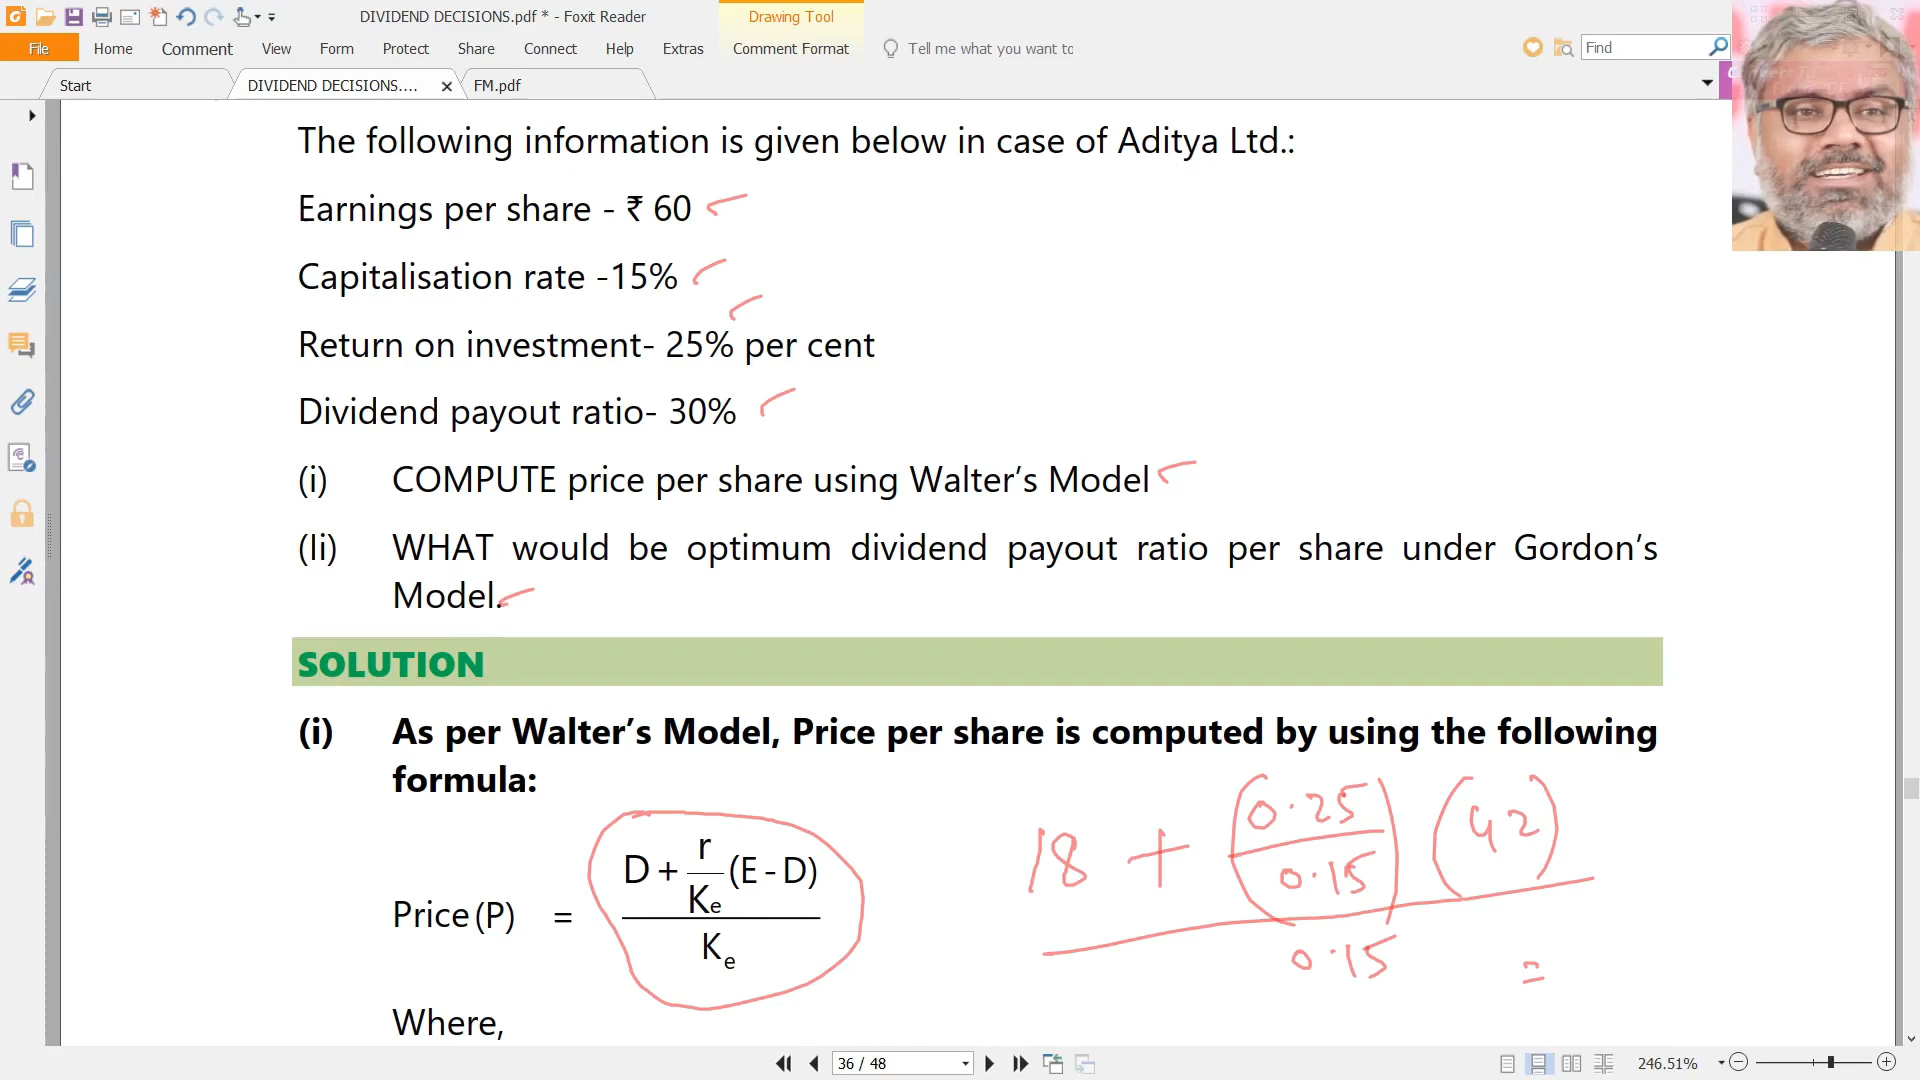 DIVIDEND DECISIONS.pdf * - Foxit Reader
Drawing Tool
File Home Comment View Form Protect Share Connect Help Extras Comment Format Tell me what you want to Find
Start DIVIDEND DECISIONS.... FM.pdf
The following information is given below in case of Aditya Ltd.:
Earnings per share - ₹ 60
Capitalisation rate -15%
Return on investment- 25% per cent
Dividend payout ratio- 30%
(i) COMPUTE price per share using Walter’s Model
(Ii) WHAT would be optimum dividend payout ratio per share under Gordon’s
Model.
SOLUTION
(i) As per Walter’s Model, Price per share is computed by using the following
formula:
Price (P) = D + r/Ke (E - D) / Ke
18 + (0.25/0.15) (42) / 0.15 =
Where,
36 / 48
246.51%